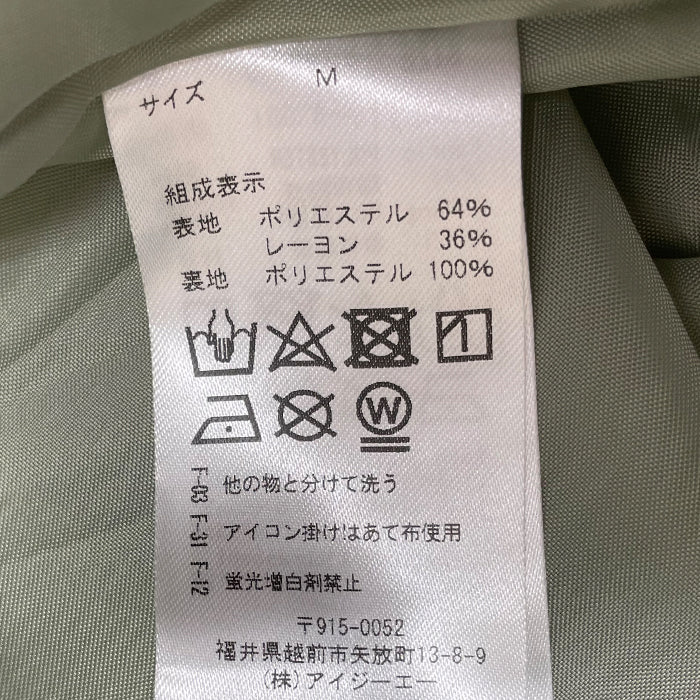 サイズ M
組成表示
表地 ポリエステル 64%
レーヨン 36%
裏地 ポリエステル 100%
W
F-03 他の物と分けて洗う
F-31 アイコン掛けはあて布使用
F-12 蛍光増白剤禁止
〒915-0052
福井県越前市矢放町13-8-9
(株)アイジーエー